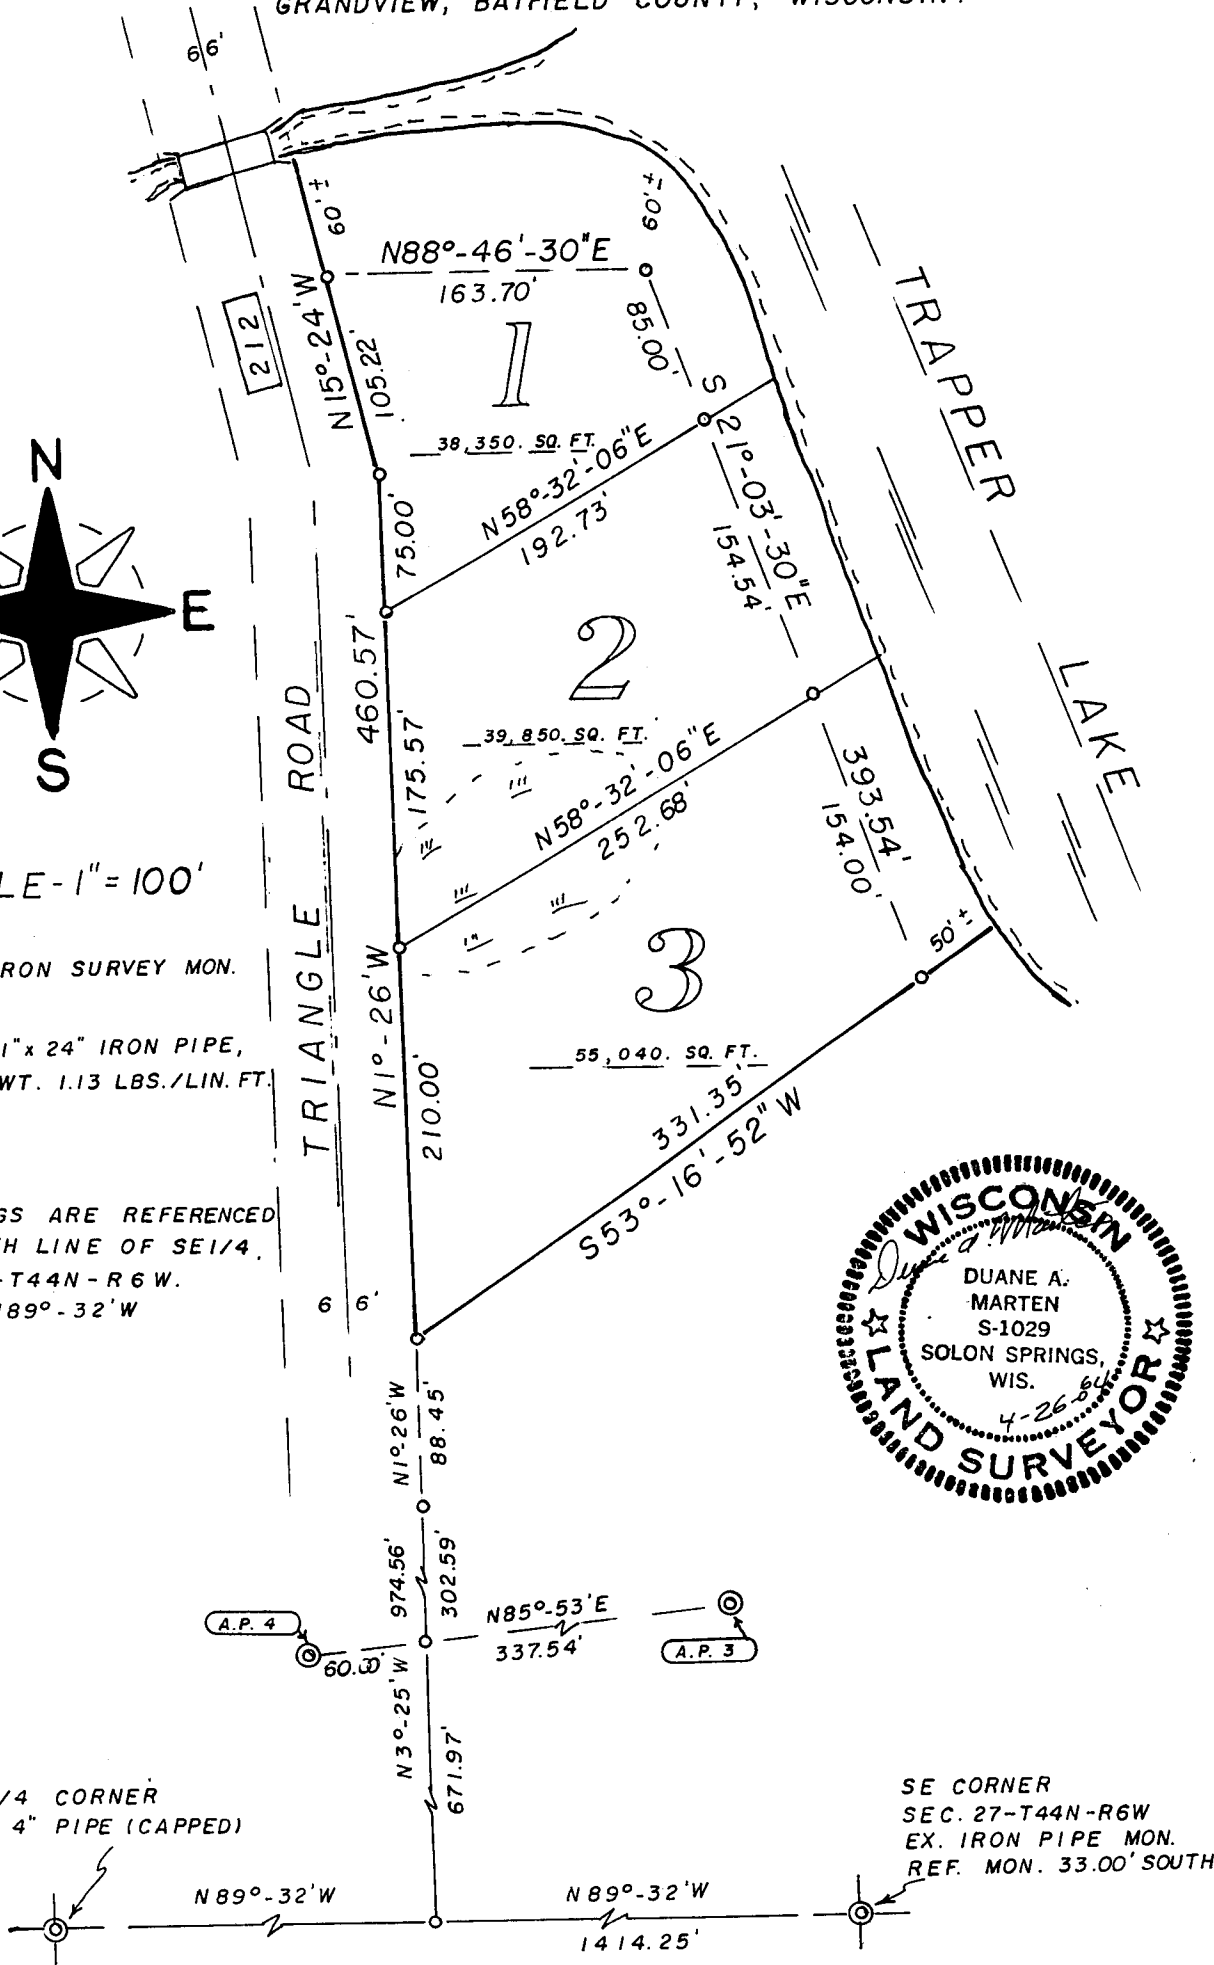 GRANDVIEW, BAYFIELD COUNTY, WISCONSIN.
66'
60'±
60'±
N88°-46'-30"E
163.70'
212
N15°-24'W
105.22'
85.00'
1
38,350. SQ. FT.
S 21°-03'-30"E
TRAPPER
LAKE
N58°-32'-06"E
192.73'
75.00'
154.54'
N
E
S
2
39,850. SQ. FT.
460.57'
175.57'
N58°-32'-06"E
252.68'
393.54'
154.00'
TRIANGLE ROAD
LE-1"=100'
RON SURVEY MON.
1"x 24" IRON PIPE,
WT. 1.13 LBS./LIN. FT.
50'±
3
55,040. SQ. FT.
N1°-26'W
210.00'
331.35'
S53°-16'-52"W
GS ARE REFERENCED
H LINE OF SE1/4,
-T44N-R6W.
89°-32'W
66'
WISCONSIN
LAND SURVEYOR
DUANE A.
MARTEN
S-1029
SOLON SPRINGS,
WIS.
4-26-
N1°-26'W
88.45'
974.56'
302.59'
A.P. 4
N85°-53'E
337.54'
A.P. 3
60.00'
N3°-25'W
671.97'
/4 CORNER
4" PIPE (CAPPED)
SE CORNER
SEC. 27-T44N-R6W
EX. IRON PIPE MON.
REF. MON. 33.00' SOUTH
N89°-32'W
N89°-32'W
1414.25'